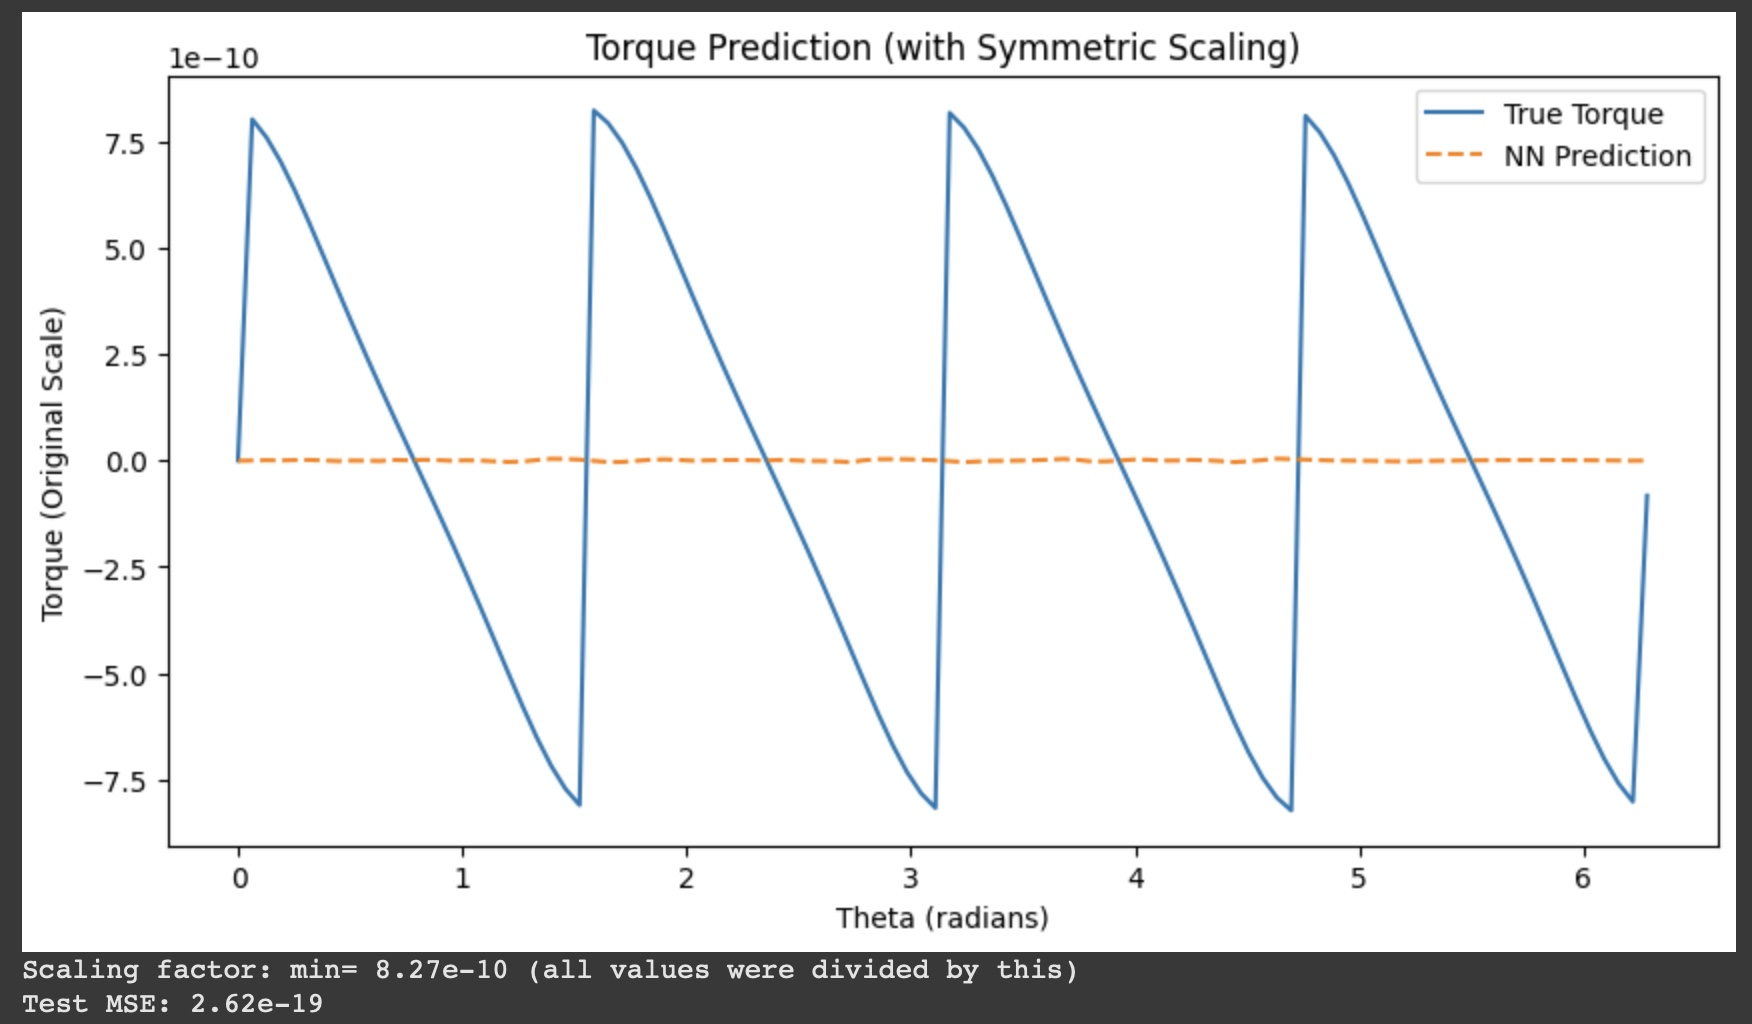 Torque Prediction (with Symmetric Scaling)
1e−10
True Torque
NN Prediction
7.5
5.0
2.5
0.0
−2.5
−5.0
−7.5
Torque (Original Scale)
0 1 2 3 4 5 6
Theta (radians)
Scaling factor: min= 8.27e-10 (all values were divided by this)
Test MSE: 2.62e-19